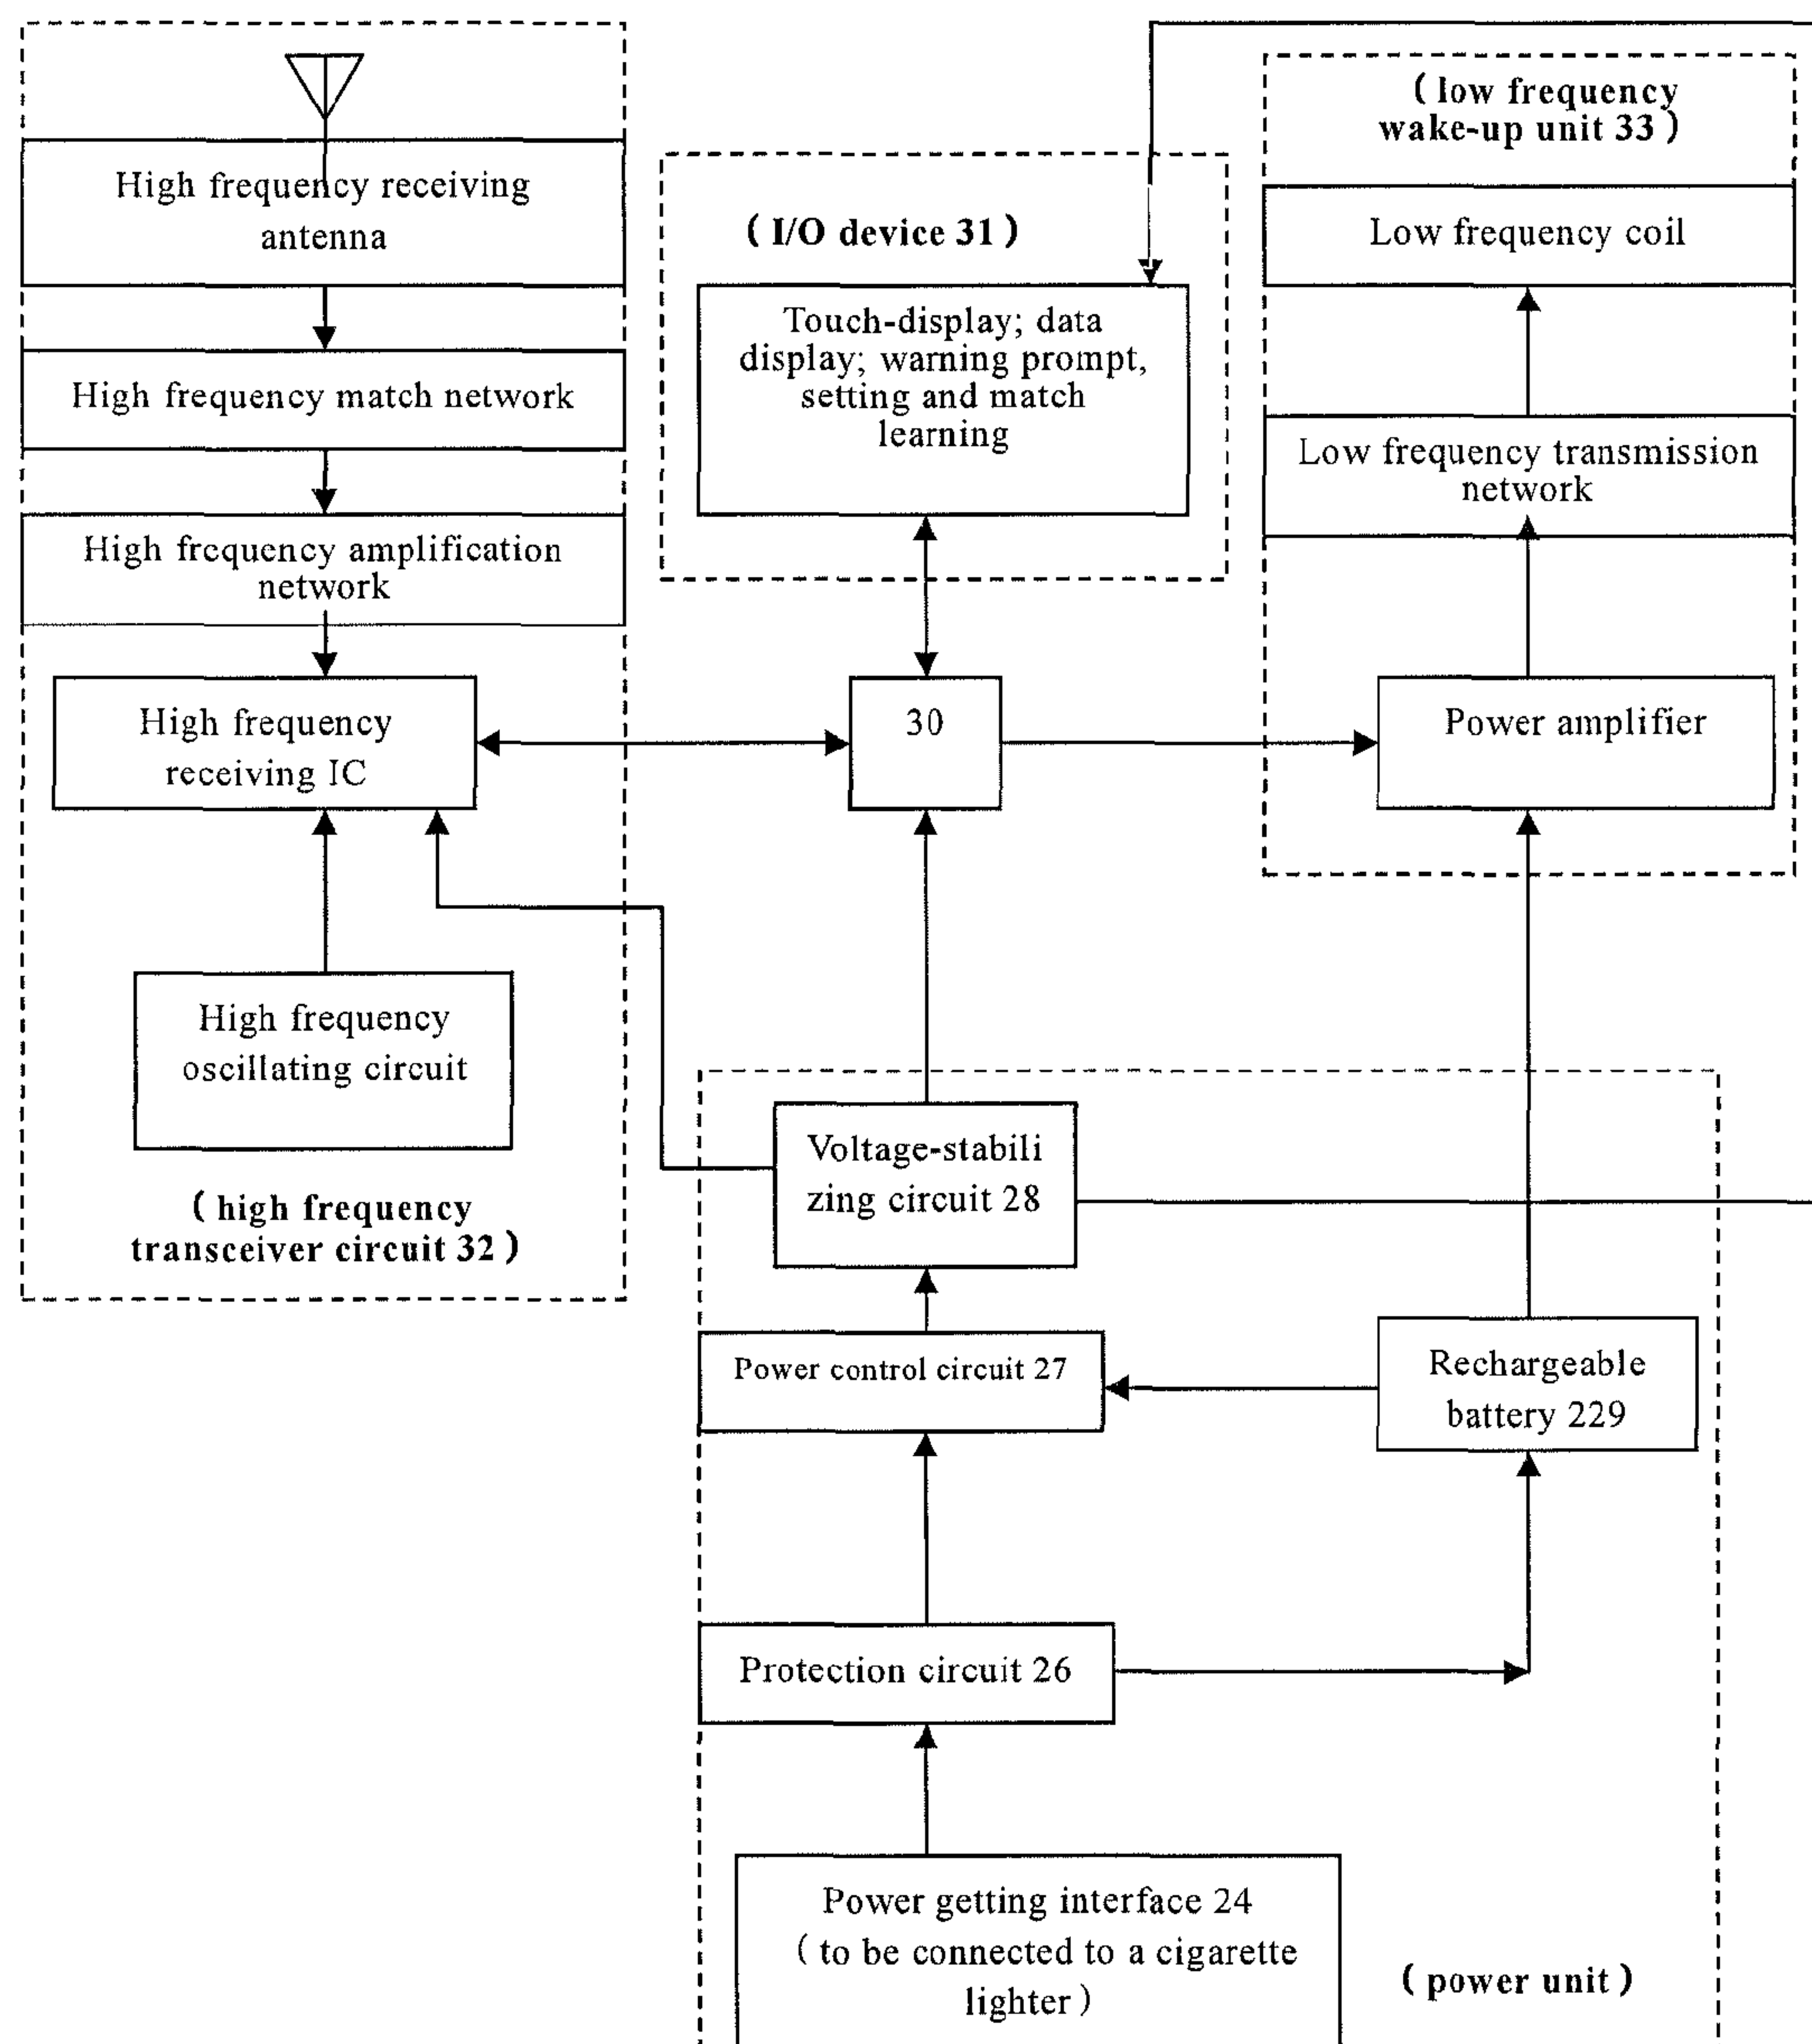 High frequency receiving
antenna
High frequency match network
High frequency amplification
network
High frequency
receiving IC
High frequency
oscillating circuit
( high frequency
transceiver circuit 32 )
( I/O device 31 )
Touch-display; data
display; warning prompt,
setting and match
learning
30
( low frequency
wake-up unit 33 )
Low frequency coil
Low frequency transmission
network
Power amplifier
Voltage-stabili
zing circuit 28
Power control circuit 27
Rechargeable
battery 229
Protection circuit 26
Power getting interface 24
( to be connected to a cigarette
lighter )
( power unit )